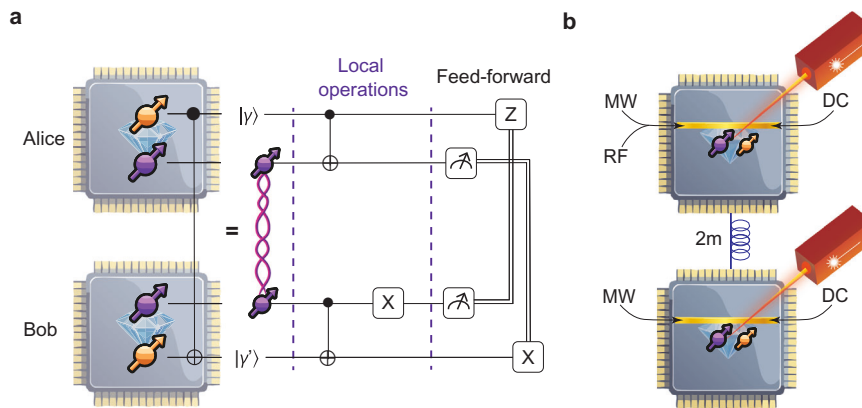 a
Alice
Bob
=
|γ⟩
|γ'⟩
Local
operations
Feed-forward
Z
X
X
b
MW
RF
DC
2m
MW
DC